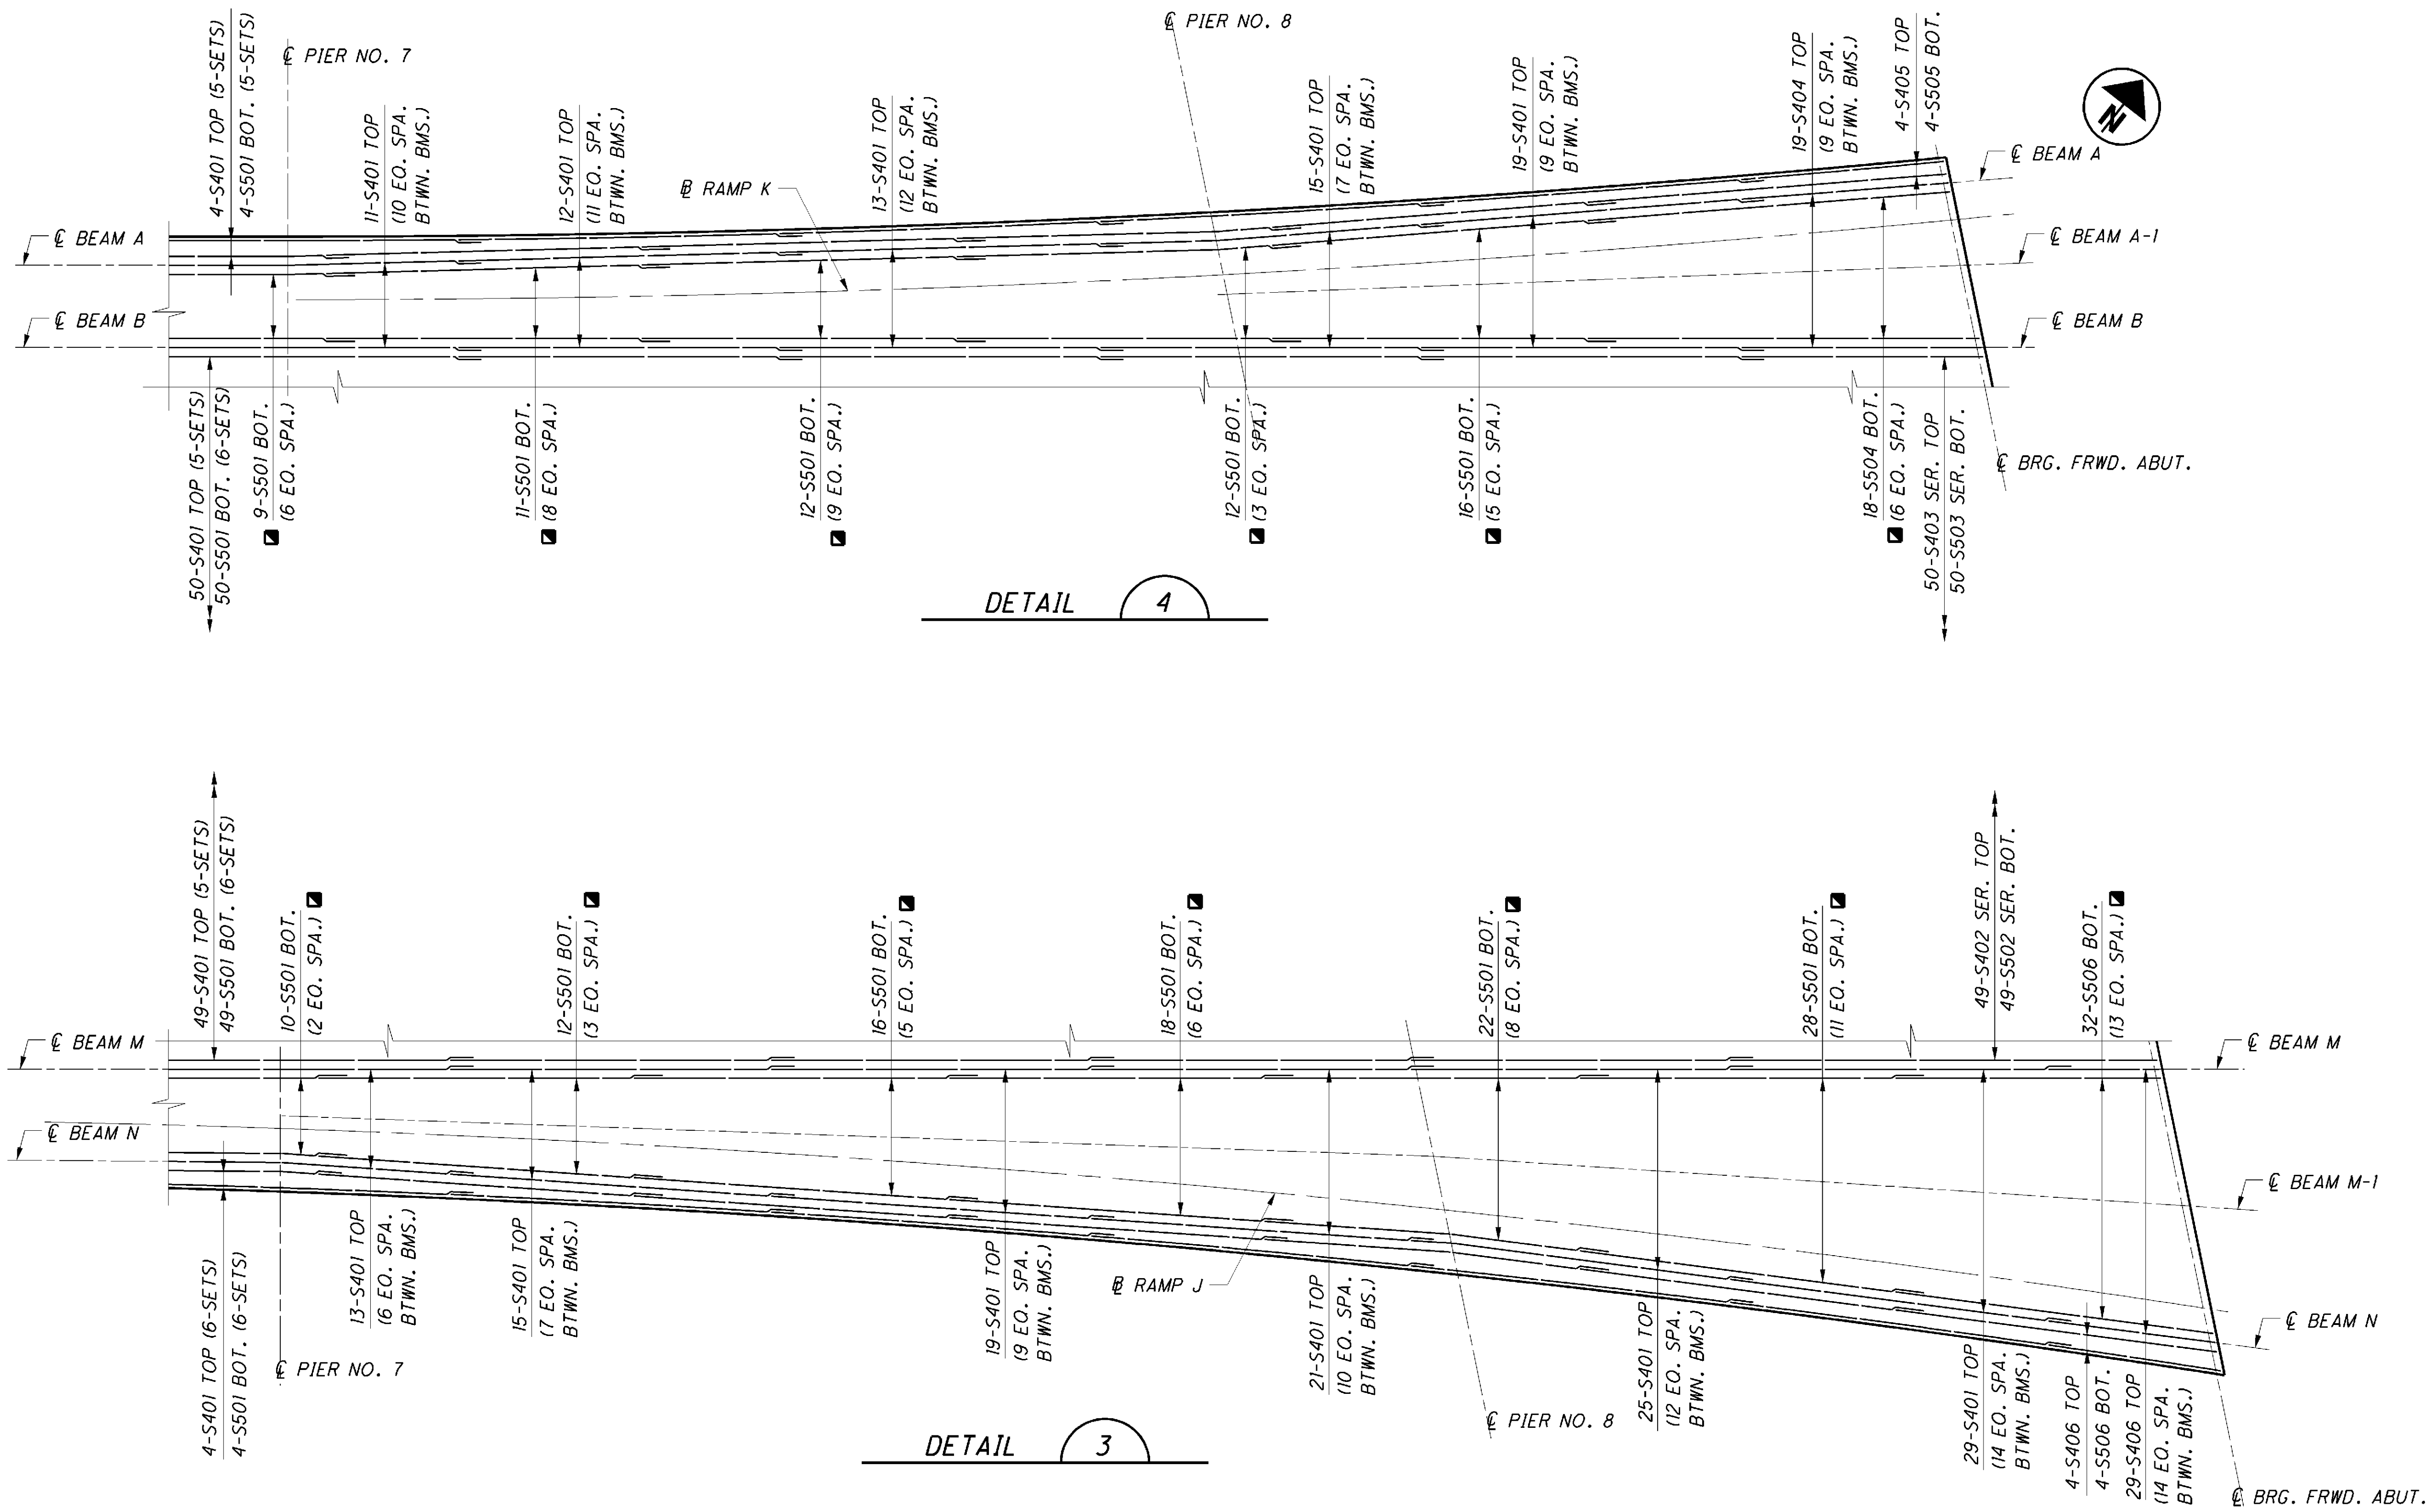 4-S401 TOP (5-SETS)
4-S501 BOT. (5-SETS)
℄ PIER NO. 7
11-S401 TOP
(10 EQ. SPA.
BTWN. BMS.)
12-S401 TOP
(11 EQ. SPA.
BTWN. BMS.)
℄ RAMP K
13-S401 TOP
(12 EQ. SPA.
BTWN. BMS.)
℄ PIER NO. 8
15-S401 TOP
(7 EQ. SPA.
BTWN. BMS.)
19-S401 TOP
(9 EQ. SPA.
BTWN. BMS.)
19-S404 TOP
(9 EQ. SPA.
BTWN. BMS.)
4-S405 TOP
4-S505 BOT.
N
℄ BEAM A
℄ BEAM A
℄ BEAM A-1
℄ BEAM B
℄ BEAM B
50-S401 TOP (5-SETS)
50-S501 BOT. (6-SETS)
9-S501 BOT.
(6 EQ. SPA.)
11-S501 BOT.
(8 EQ. SPA.)
12-S501 BOT.
(9 EQ. SPA.)
12-S501 BOT.
(3 EQ. SPA.)
16-S501 BOT.
(5 EQ. SPA.)
18-S504 BOT.
(6 EQ. SPA.)
50-S403 SER. TOP
50-S503 SER. BOT.
℄ BRG. FRWD. ABUT.
DETAIL 4
49-S401 TOP (5-SETS)
49-S501 BOT. (6-SETS)
10-S501 BOT.
(2 EQ. SPA.)
12-S501 BOT.
(3 EQ. SPA.)
16-S501 BOT.
(5 EQ. SPA.)
18-S501 BOT.
(6 EQ. SPA.)
22-S501 BOT.
(8 EQ. SPA.)
28-S501 BOT.
(11 EQ. SPA.)
49-S402 SER. TOP
49-S502 SER. BOT.
32-S506 BOT.
(13 EQ. SPA.)
℄ BEAM M
℄ BEAM M
℄ BEAM N
℄ BEAM M-1
℄ BEAM N
4-S401 TOP (6-SETS)
4-S501 BOT. (6-SETS)
℄ PIER NO. 7
13-S401 TOP
(6 EQ. SPA.
BTWN. BMS.)
15-S401 TOP
(7 EQ. SPA.
BTWN. BMS.)
19-S401 TOP
(9 EQ. SPA.
BTWN. BMS.)
℄ RAMP J
21-S401 TOP
(10 EQ. SPA.
BTWN. BMS.)
℄ PIER NO. 8
25-S401 TOP
(12 EQ. SPA.
BTWN. BMS.)
29-S401 TOP
(14 EQ. SPA.
BTWN. BMS.)
4-S406 TOP
4-S506 BOT.
29-S406 TOP
(14 EQ. SPA.
BTWN. BMS.)
℄ BRG. FRWD. ABUT.
DETAIL 3